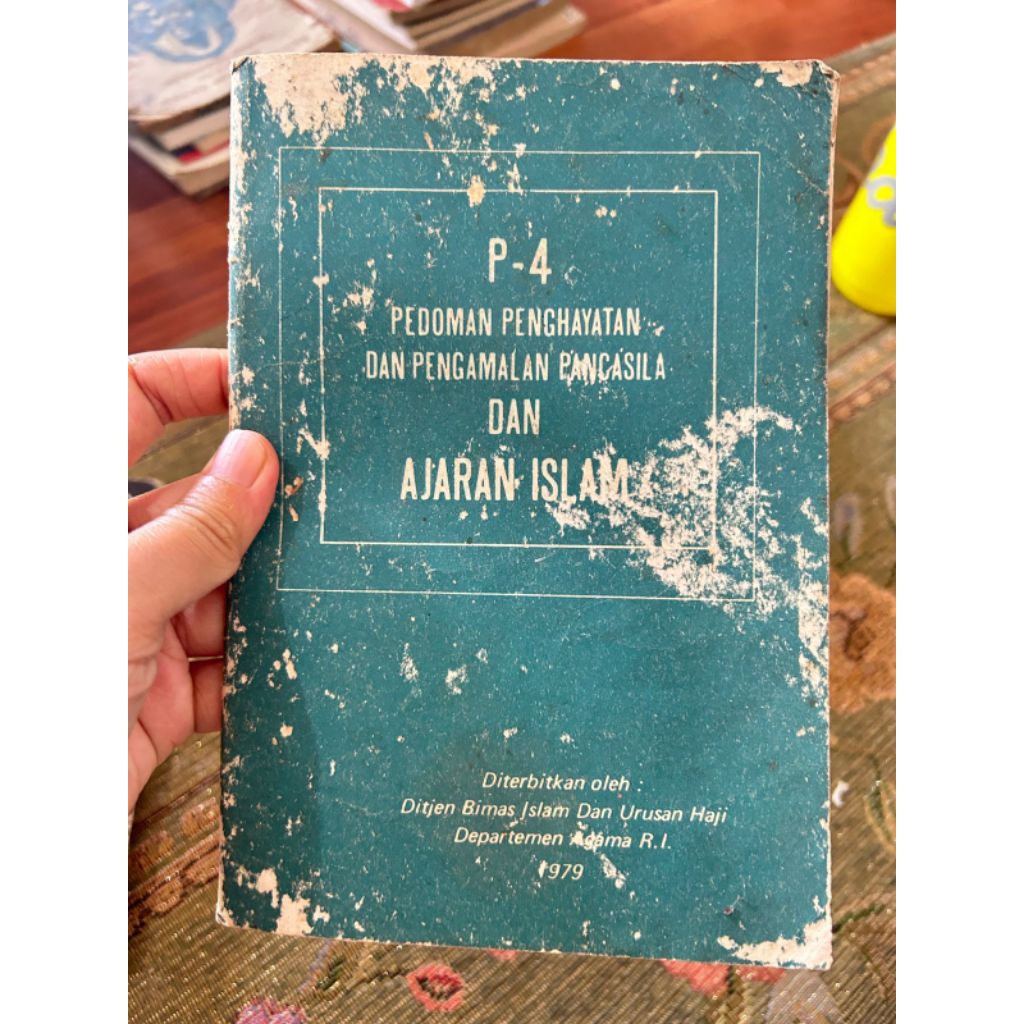 P-4
PEDOMAN PENGHAYATAN
DAN PENGAMALAN PANCASILA
DAN
AJARAN ISLAM
Diterbitkan oleh :
Ditjen Bimas Islam Dan Urusan Haji
Departemen Agama R.I.
1979